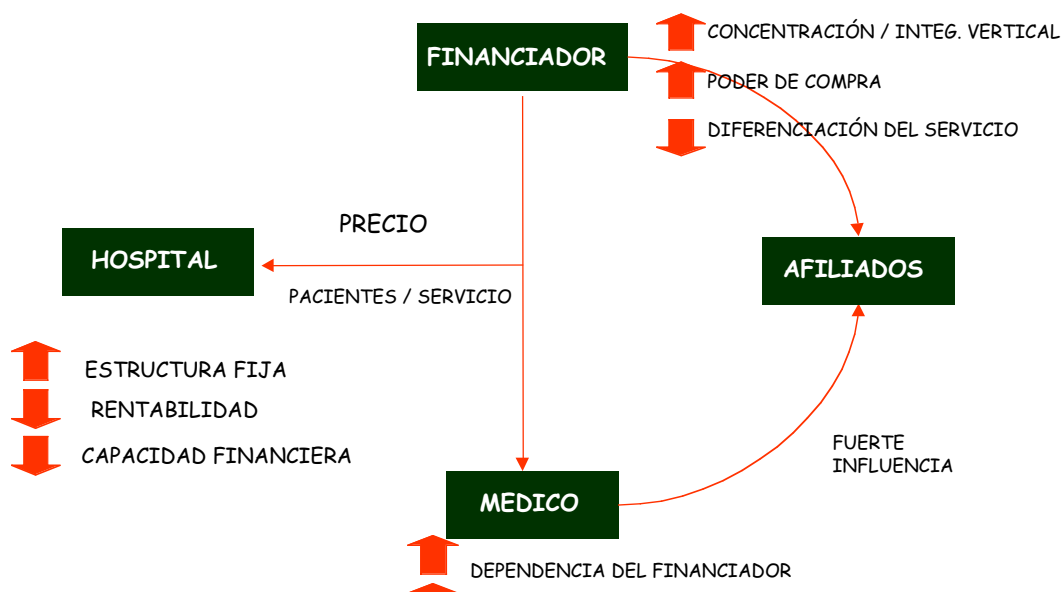 CONCENTRACIÓN / INTEG. VERTICAL
FINANCIADOR
PODER DE COMPRA
DIFERENCIACIÓN DEL SERVICIO
PRECIO
HOSPITAL
AFILIADOS
PACIENTES / SERVICIO
ESTRUCTURA FIJA
RENTABILIDAD
CAPACIDAD FINANCIERA
FUERTE
INFLUENCIA
MEDICO
DEPENDENCIA DEL FINANCIADOR